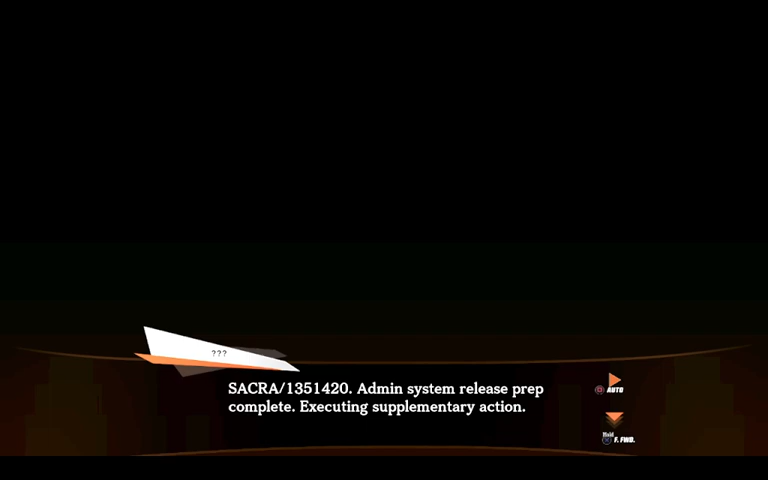 ???
SACRA/1351420. Admin system release prep
complete. Executing supplementary action.
AUTO
Hold
F. FWD.